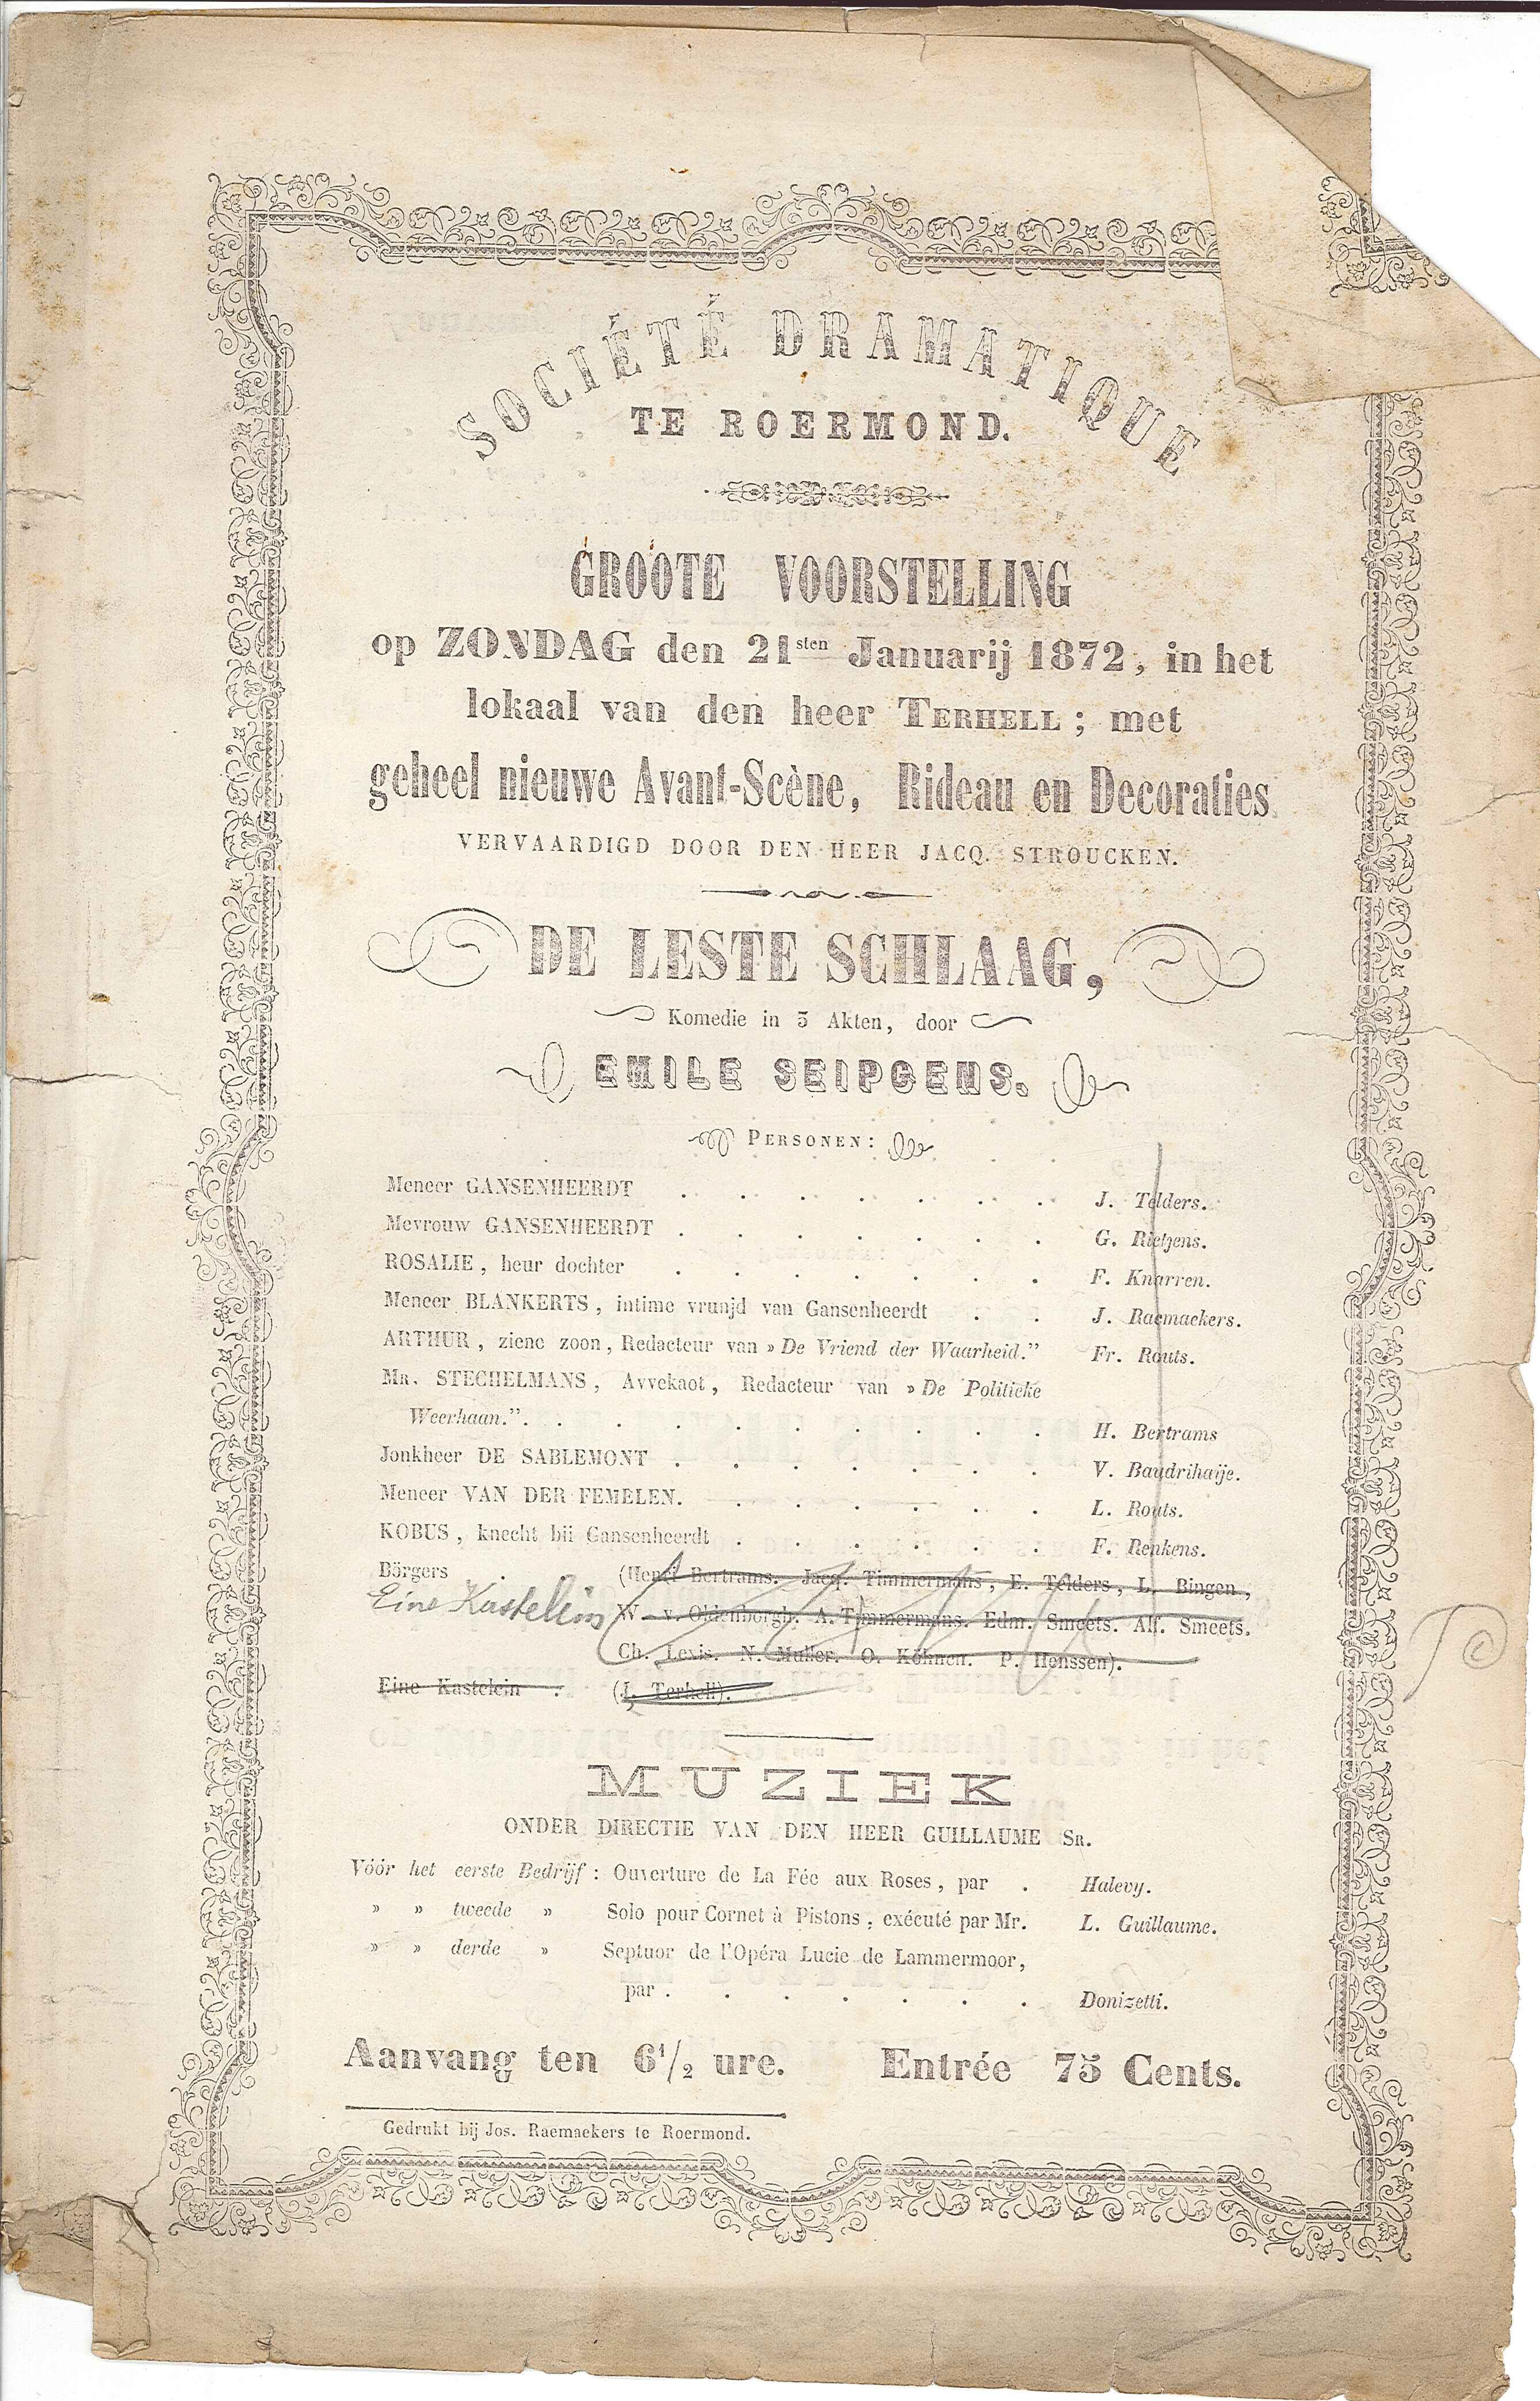 SOCIÉTÉ DRAMATIQUE
TE ROERMOND.
GROOTE VOORSTELLING
op ZONDAG den 21sten Januarij 1872, in het
lokaal van den heer TERHELL; met
geheel nieuwe Avant-Scène, Rideau en Decoraties
VERVAARDIGD DOOR DEN HEER JACQ. STROUCKEN.
DE LESTE SCHLAAG,
Komedie in 3 Akten, door
EMILE SEIPGENS.
PERSONEN:
Meneer GANSENHEERDT . . . . . . . J. Telders.
Mevrouw GANSENHEERDT . . . . . . . G. Rietjens.
ROSALIE, heur dochter . . . . . . . F. Knarren.
Meneer BLANKERTS, intime vrunjd van Gansenheerdt . . J. Raemaekers.
ARTHUR, ziene zoon, Redacteur van » De Vriend der Waarheid." Fr. Routs.
MR. STECHELMANS, Avvekaot, Redacteur van » De Politieke
Weerhaan.". . . . . . . . . . H. Bertrams
Jonkheer DE SABLEMONT . . . . . . . V. Baudrihaije.
Meneer VAN DER FEMELEN. . . . . . . L. Routs.
KOBUS, knecht bij Gansenheerdt . . . . . . F. Renkens.
Börgers . (Henri Bertrams. Jacq. Timmermans, E. Telders, L. Bingen,
Eine Kastelein W. v. Oldenborgh. A. Timmermans. Edm. Smeets. Alf. Smeets.
Ch. Lexis. N. Muller. O. Köhnen. P. Henssen).
Eine Kastelein . (J. Terhell).
MUZIEK
ONDER DIRECTIE VAN DEN HEER GUILLAUME SR.
Vóór het eerste Bedrijf: Ouverture de La Fée aux Roses, par . Halevy.
» » tweede » Solo pour Cornet à Pistons, exécuté par Mr. L. Guillaume.
» » derde » Septuor de l'Opéra Lucie de Lammermoor,
par . . . . . . . Donizetti.
Aanvang ten 6 1/2 ure. Entrée 75 Cents.
Gedrukt bij Jos. Raemaekers te Roermond.